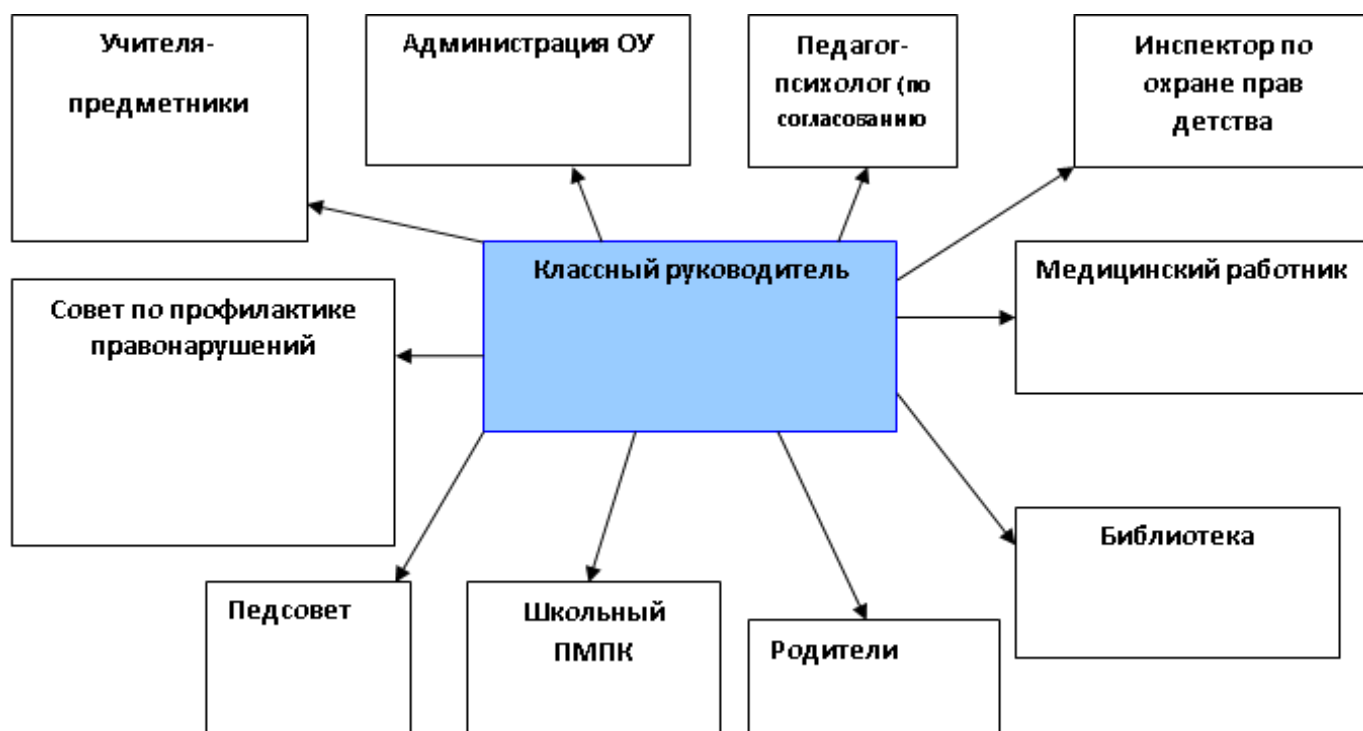 Учителя-
предметники
Администрация ОУ
Педагог-
психолог (по
согласованию
Инспектор по
охране прав
детства
Классный руководитель
Медицинский работник
Совет по профилактике
правонарушений
Библиотека
Педсовет
Школьный
ПМПК
Родители